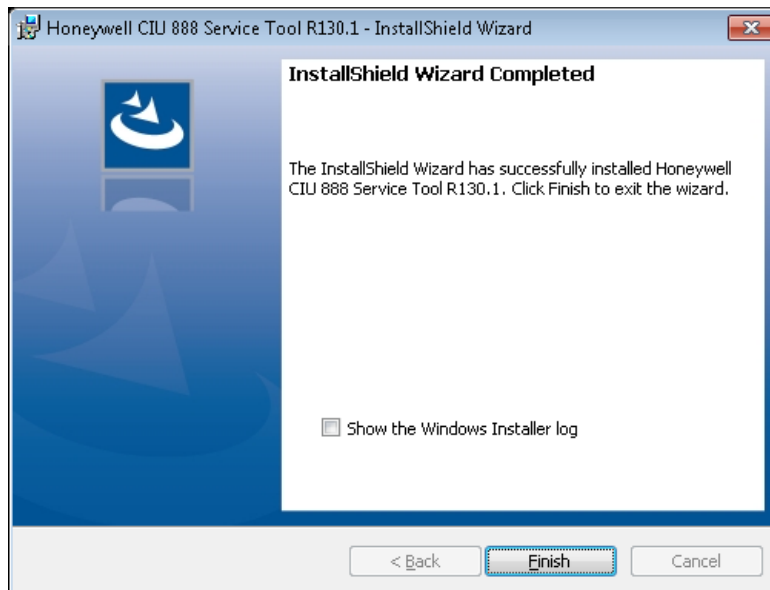 Honeywell CIU 888 Service Tool R130.1 - InstallShield Wizard
InstallShield Wizard Completed
The InstallShield Wizard has successfully installed Honeywell
CIU 888 Service Tool R130.1. Click Finish to exit the wizard.
Show the Windows Installer log
< Back
Finish
Cancel